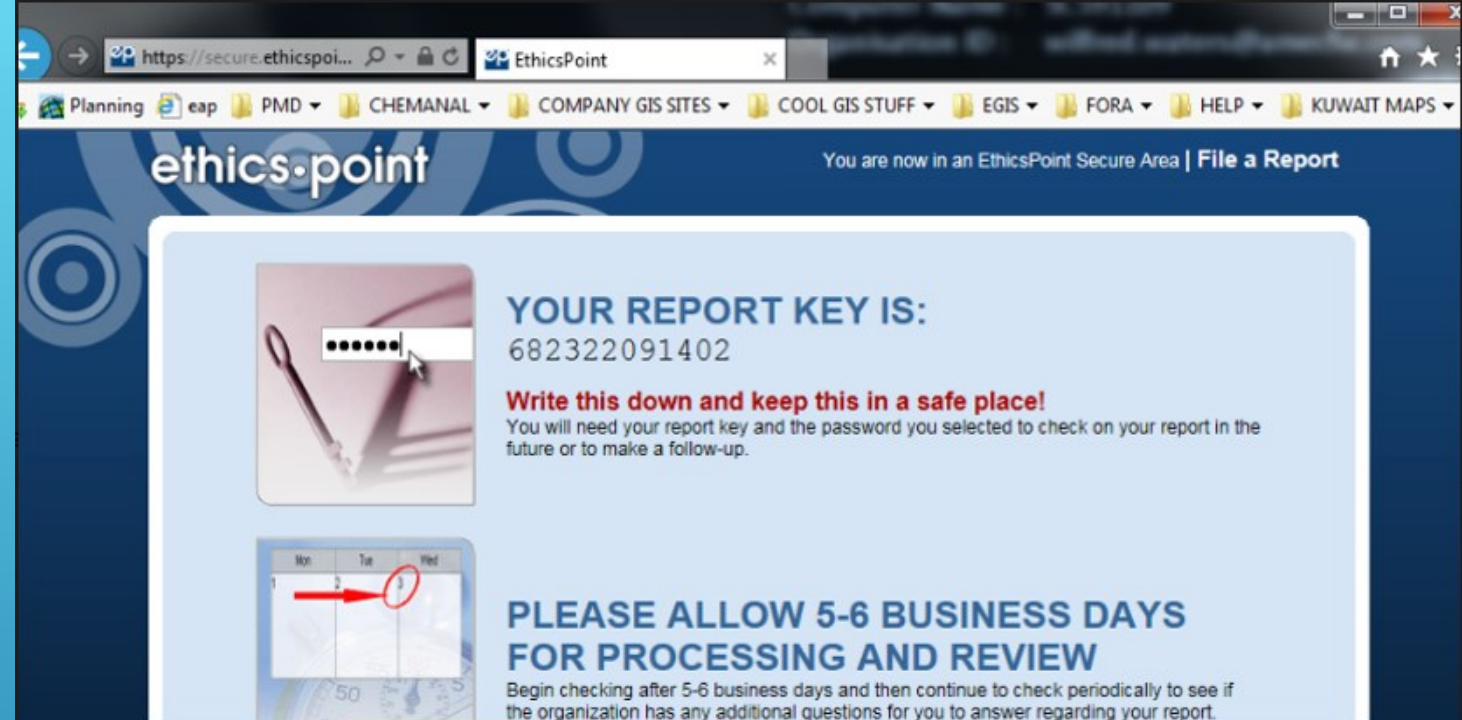 https://secure.ethicspoi...
EthicsPoint
Planning eap PMD CHEMANAL COMPANY GIS SITES COOL GIS STUFF EGIS FORA HELP KUWAIT MAPS
ethics•point
You are now in an EthicsPoint Secure Area | File a Report
YOUR REPORT KEY IS:
682322091402
Write this down and keep this in a safe place!
You will need your report key and the password you selected to check on your report in the
future or to make a follow-up.
Mon Tue Wed
1 2 3
50
PLEASE ALLOW 5-6 BUSINESS DAYS
FOR PROCESSING AND REVIEW
Begin checking after 5-6 business days and then continue to check periodically to see if
the organization has any additional questions for you to answer regarding your report.